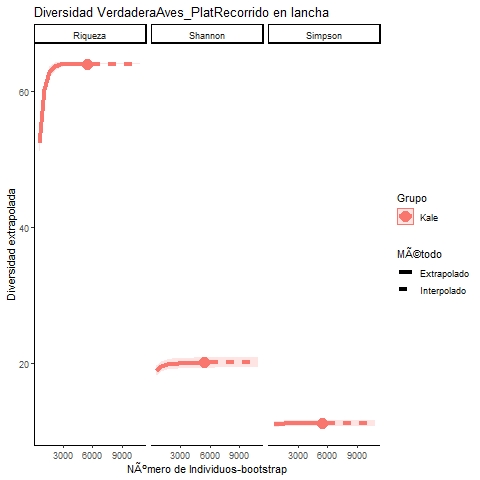 Diversidad VerdaderaAves_PlatRecorrido en lancha
Riqueza
Shannon
Simpson
60
40
20
Diversidad extrapolada
3000
6000
9000
3000
6000
9000
3000
6000
9000
NÃºmero de Individuos-bootstrap
Grupo
Kale
MÃ©todo
Extrapolado
Interpolado